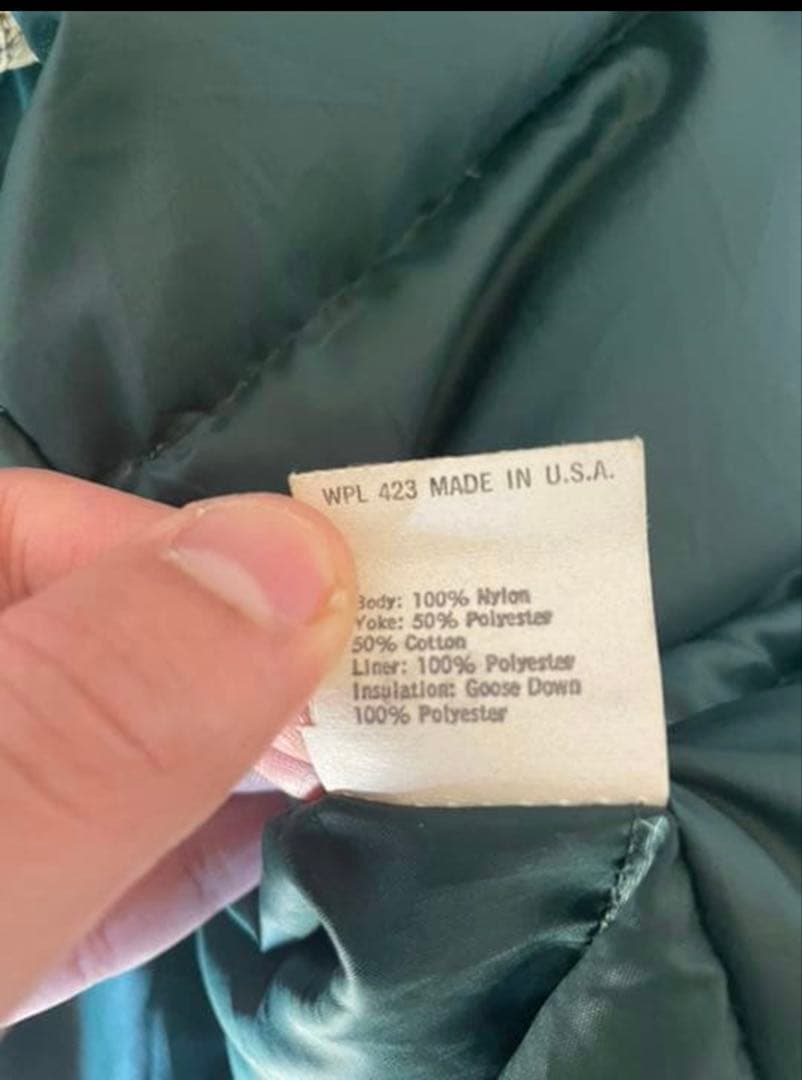 WPL 423 MADE IN U.S.A.
Body: 100% Nylon
Yoke: 50% Polyester
50% Cotton
Liner: 100% Polyester
Insulation: Goose Down
100% Polyester